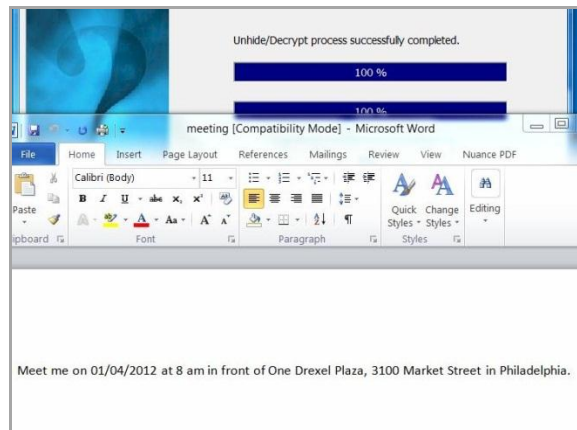 Unhide/Decrypt process successfully completed.
100 %
100 %
meeting [Compatibility Mode] - Microsoft Word
File Home Insert Page Layout References Mailings Review View Nuance PDF
Calibri (Body) 11
Paste
B I U abc x₂ x² Aa A A
Quick Styles Change Styles Editing
ipboard Font Paragraph Styles
Meet me on 01/04/2012 at 8 am in front of One Drexel Plaza, 3100 Market Street in Philadelphia.